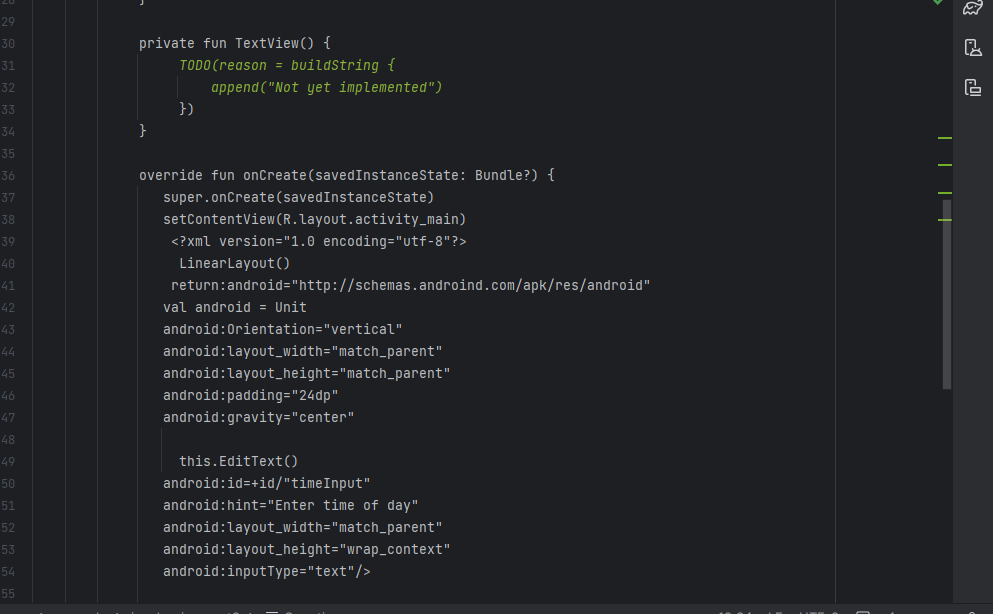 29
30 private fun TextView() {
31 TODO(reason = buildString {
32 append("Not yet implemented")
33 })
34 }
35
36 override fun onCreate(savedInstanceState: Bundle?) {
37 super.onCreate(savedInstanceState)
38 setContentView(R.layout.activity_main)
39 <?xml version="1.0 encoding="utf-8"?>
40 LinearLayout()
41 return:android="http://schemas.androind.com/apk/res/android"
42 val android = Unit
43 android:Orientation="vertical"
44 android:layout_width="match_parent"
45 android:layout_height="match_parent"
46 android:padding="24dp"
47 android:gravity="center"
48
49 this.EditText()
50 android:id=+id/"timeInput"
51 android:hint="Enter time of day"
52 android:layout_width="match_parent"
53 android:layout_height="wrap_context"
54 android:inputType="text"/>
55